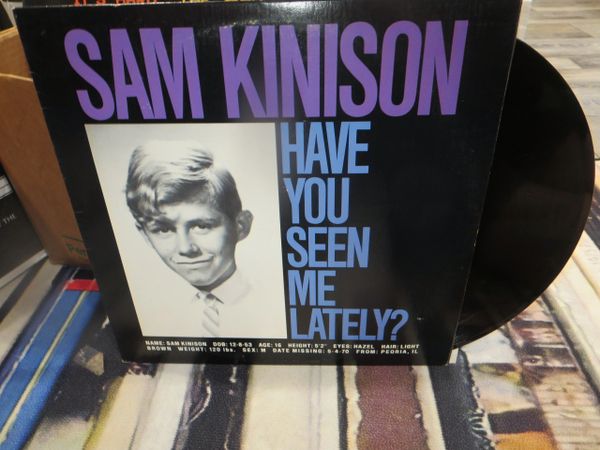 SAM KINISON
HAVE
YOU
SEEN
ME
LATELY?
NAME: SAM KINISON DOB: 12-8-53 AGE: 16 HEIGHT: 5'2" EYES: HAZEL HAIR: LIGHT
BROWN WEIGHT: 120 lbs. SEX: M DATE MISSING: 5-4-70 FROM: PEORIA, IL
THE